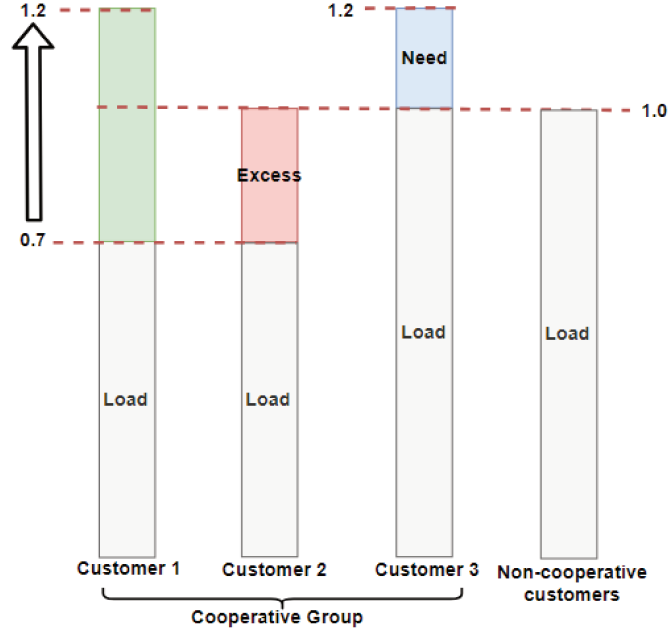 1.2
1.2
Need
1.0
Excess
0.7
Load
Load
Load
Load
Customer 1
Customer 2
Customer 3
Non-cooperative
customers
Cooperative Group